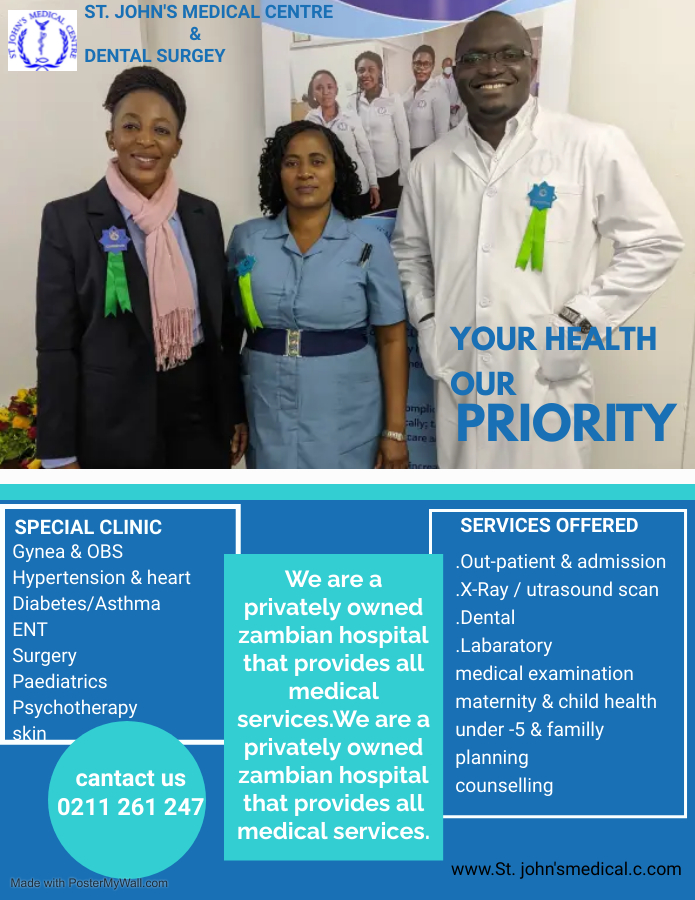 ST. JOHN'S MEDICAL CENTRE
ST. JOHN'S MEDICAL CENTRE
&
DENTAL SURGEY
YOUR HEALTH
OUR
PRIORITY
SPECIAL CLINIC
Gynea & OBS
Hypertension & heart
Diabetes/Asthma
ENT
Surgery
Paediatrics
Psychotherapy
skin
cantact us
0211 261 247
We are a
privately owned
zambian hospital
that provides all
medical
services.We are a
privately owned
zambian hospital
that provides all
medical services.
SERVICES OFFERED
.Out-patient & admission
.X-Ray / utrasound scan
.Dental
.Labaratory
medical examination
maternity & child health
under -5 & familly
planning
counselling
www.St. john'smedical.c.com
Made with PosterMyWall.com